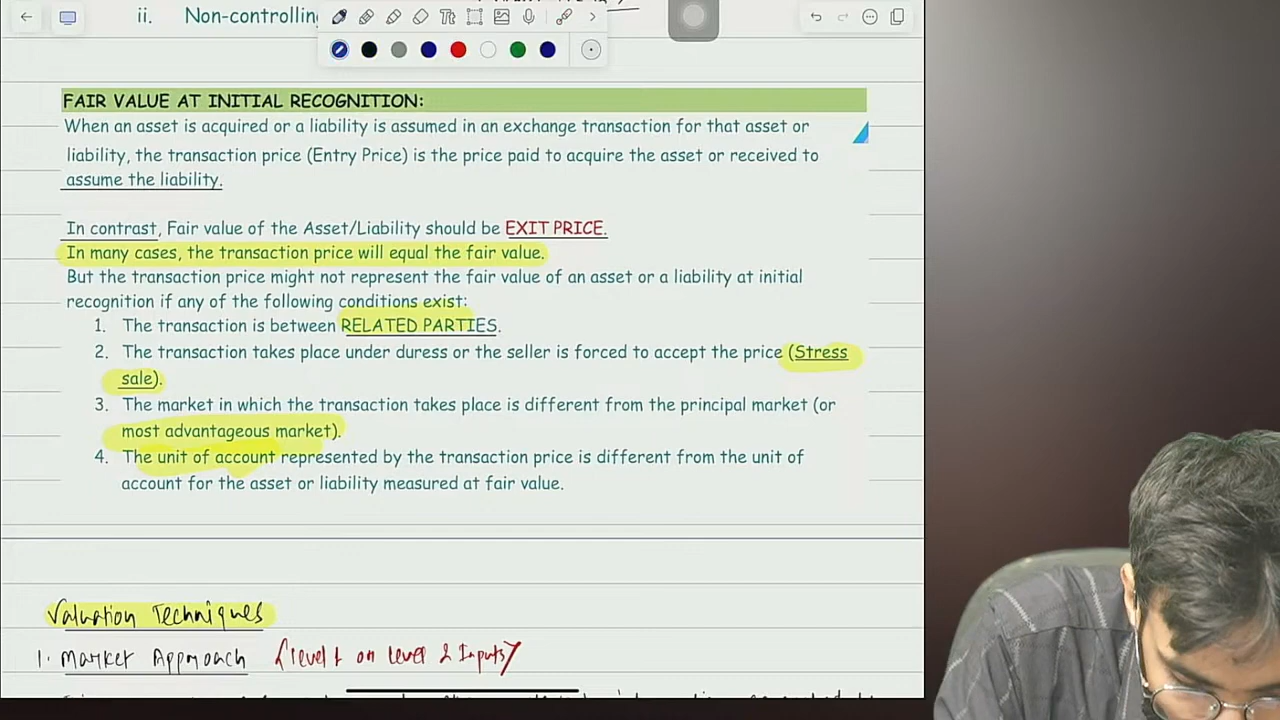 ii. Non-controlling
FAIR VALUE AT INITIAL RECOGNITION:
When an asset is acquired or a liability is assumed in an exchange transaction for that asset or
liability, the transaction price (Entry Price) is the price paid to acquire the asset or received to
assume the liability.
In contrast, Fair value of the Asset/Liability should be EXIT PRICE.
In many cases, the transaction price will equal the fair value.
But the transaction price might not represent the fair value of an asset or a liability at initial
recognition if any of the following conditions exist:
1. The transaction is between RELATED PARTIES.
2. The transaction takes place under duress or the seller is forced to accept the price (Stress
sale).
3. The market in which the transaction takes place is different from the principal market (or
most advantageous market).
4. The unit of account represented by the transaction price is different from the unit of
account for the asset or liability measured at fair value.
Valuation Techniques
1. Market Approach (level 1 on level 2 Inputs)